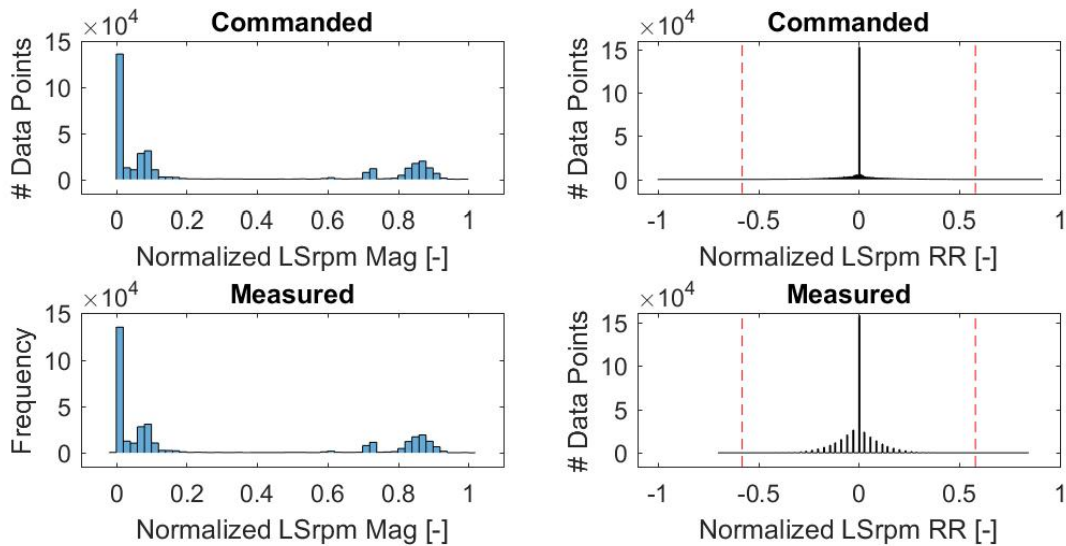 Commanded
×10⁴
# Data Points
15
10
5
0
0 0.2 0.4 0.6 0.8 1
Normalized LSrpm Mag [-]
Commanded
×10⁴
# Data Points
15
10
5
0
-1 -0.5 0 0.5 1
Normalized LSrpm RR [-]
Measured
×10⁴
Frequency
15
10
5
0
0 0.2 0.4 0.6 0.8 1
Normalized LSrpm Mag [-]
Measured
×10⁴
# Data Points
15
10
5
0
-1 -0.5 0 0.5 1
Normalized LSrpm RR [-]